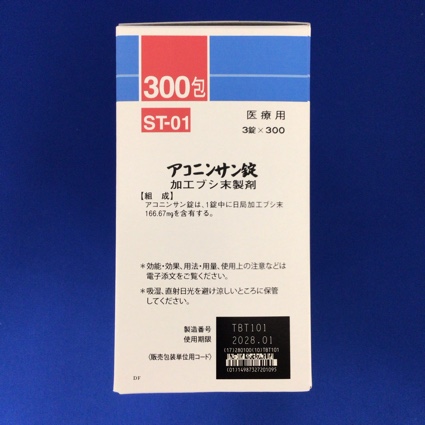 300包
ST-01
医療用
3錠×300
アコニンサン錠
加工ブシ末製剤
【組 成】
アコニンサン錠は、1錠中に日局加工ブシ末
166.67mgを含有する。
*効能・効果、用法・用量、使用上の注意などは
電子添文をご覧ください。
*吸湿、直射日光を避け涼しいところに保管
してください。
製造番号 TBT101
使用期限 2028.01
(17)280100(10)TBT101
(販売包装単位用コード)
(01)14987327201095
DF